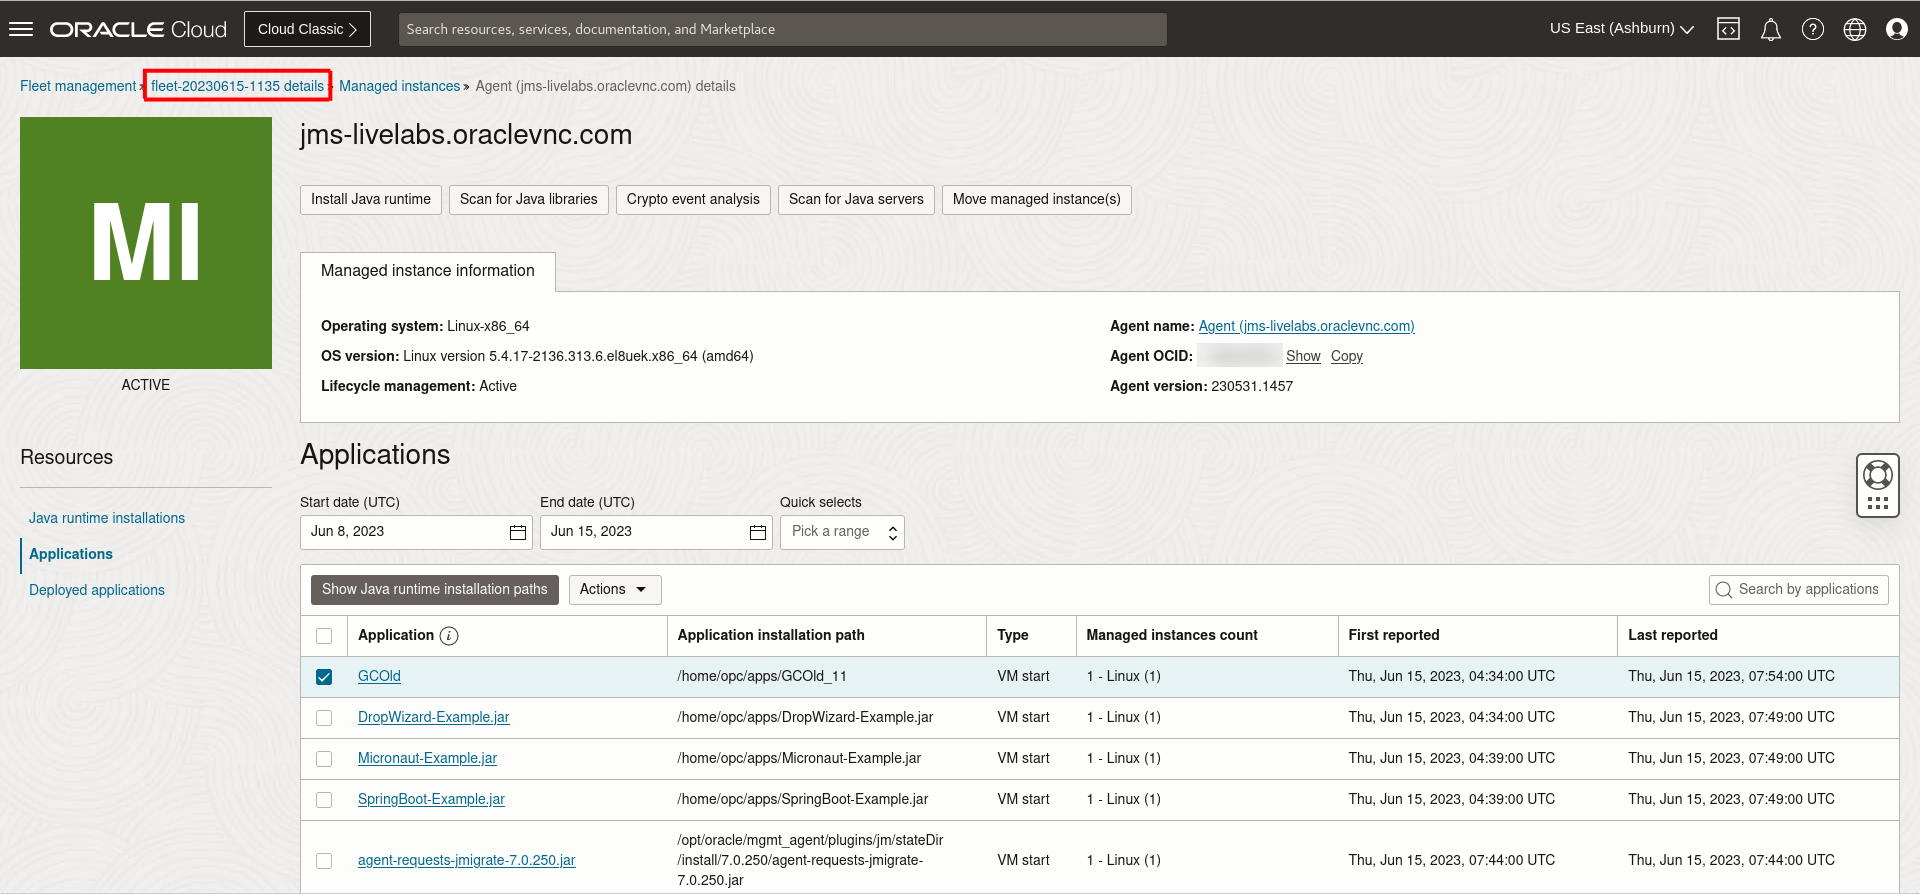 ORACLE Cloud Cloud Classic Search resources, services, documentation, and Marketplace US East (Ashburn)
Fleet management » fleet-20230615-1135 details » Managed instances » Agent (jms-livelabs.oraclevnc.com) details
MI
ACTIVE
jms-livelabs.oraclevnc.com
Install Java runtime Scan for Java libraries Crypto event analysis Scan for Java servers Move managed instance(s)
Managed instance information
Operating system: Linux-x86_64
OS version: Linux version 5.4.17-2136.313.6.el8uek.x86_64 (amd64)
Lifecycle management: Active
Agent name: Agent (jms-livelabs.oraclevnc.com)
Agent OCID: Show Copy
Agent version: 230531.1457
Resources
Java runtime installations
Applications
Deployed applications
Applications
Start date (UTC) End date (UTC) Quick selects
Jun 8, 2023 Jun 15, 2023 Pick a range
Show Java runtime installation paths Actions Search by applications
Application i Application installation path Type Managed instances count First reported Last reported
GCOld /home/opc/apps/GCOld_11 VM start 1 - Linux (1) Thu, Jun 15, 2023, 04:34:00 UTC Thu, Jun 15, 2023, 07:54:00 UTC
DropWizard-Example.jar /home/opc/apps/DropWizard-Example.jar VM start 1 - Linux (1) Thu, Jun 15, 2023, 04:34:00 UTC Thu, Jun 15, 2023, 07:49:00 UTC
Micronaut-Example.jar /home/opc/apps/Micronaut-Example.jar VM start 1 - Linux (1) Thu, Jun 15, 2023, 04:39:00 UTC Thu, Jun 15, 2023, 07:49:00 UTC
SpringBoot-Example.jar /home/opc/apps/SpringBoot-Example.jar VM start 1 - Linux (1) Thu, Jun 15, 2023, 04:39:00 UTC Thu, Jun 15, 2023, 07:49:00 UTC
/opt/oracle/mgmt_agent/plugins/jm/stateDir
agent-requests-jmigrate-7.0.250.jar /install/7.0.250/agent-requests-jmigrate- VM start 1 - Linux (1) Thu, Jun 15, 2023, 07:44:00 UTC Thu, Jun 15, 2023, 07:44:00 UTC
7.0.250.jar